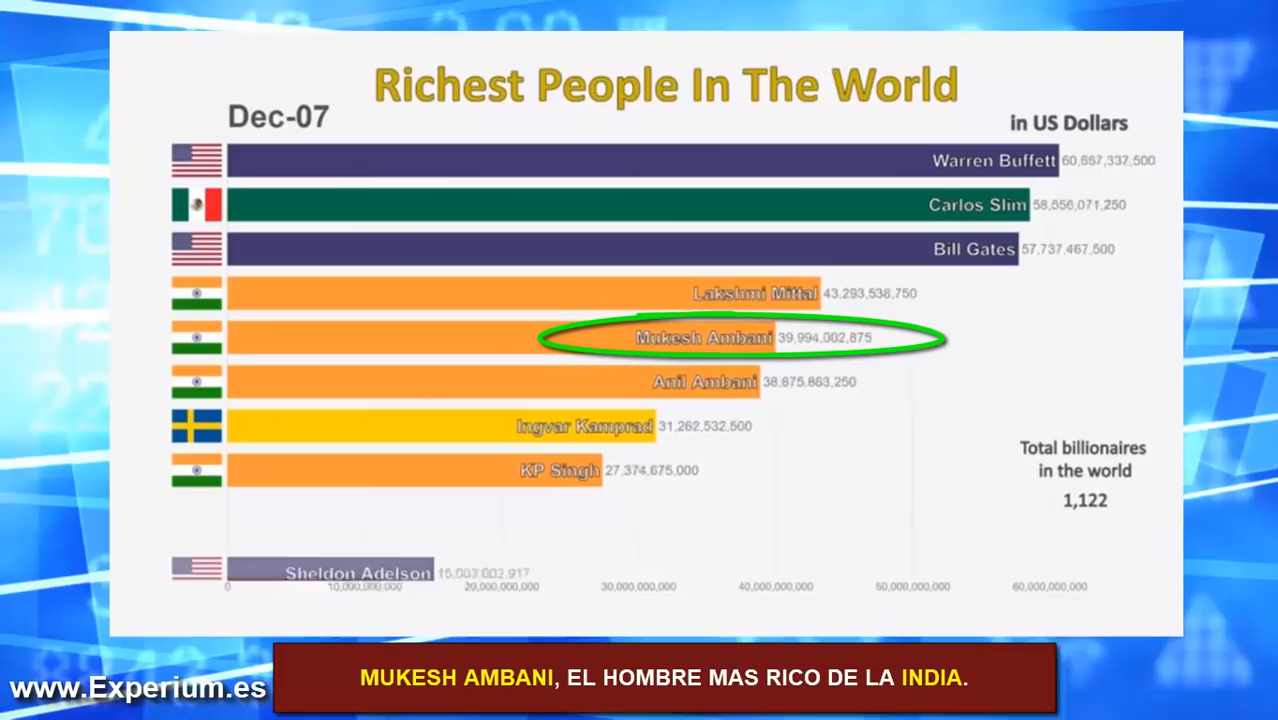 Richest People In The World
Dec-07
in US Dollars
Warren Buffett 60,667,337,500
Carlos Slim 58,556,071,250
Bill Gates 57,737,467,500
Lakshmi Mittal 43,293,538,750
Mukesh Ambani 39,994,002,875
Anil Ambani 38,875,863,250
Ingvar Kamprad 31,262,532,500
KP Singh 27,374,675,000
Total billionaires
in the world
1,122
Sheldon Adelson
0 10,000,000,000 20,000,000,000 30,000,000,000 40,000,000,000 50,000,000,000 60,000,000,000
www.Experium.es
MUKESH AMBANI, EL HOMBRE MAS RICO DE LA INDIA.